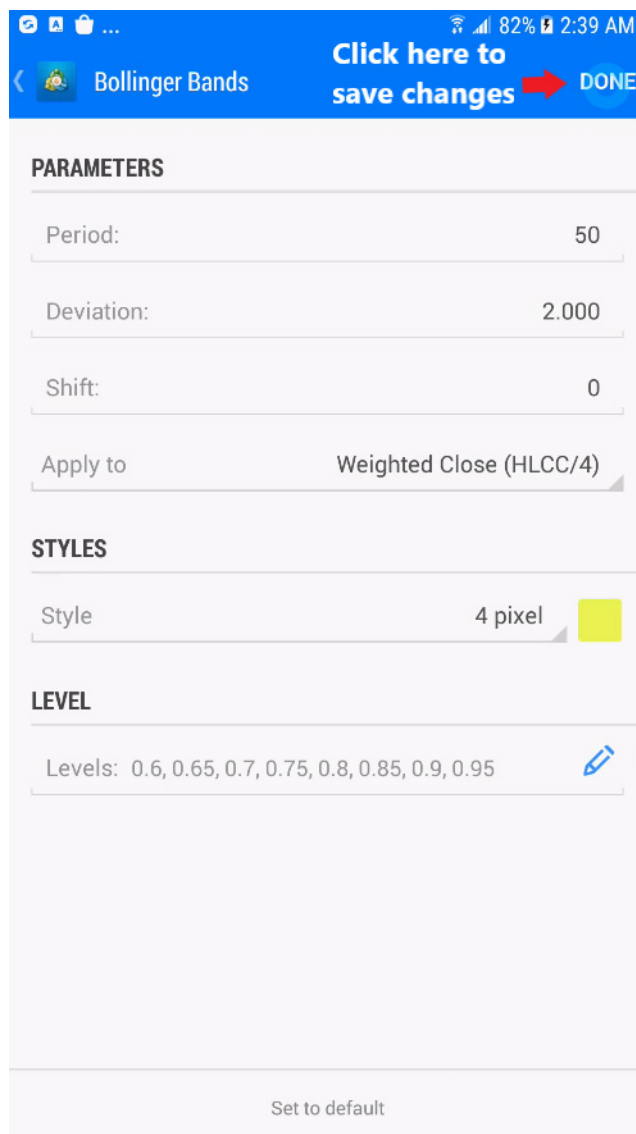 ... 82% 2:39 AM
Click here to
Bollinger Bands save changes DONE
PARAMETERS
Period: 50
Deviation: 2.000
Shift: 0
Apply to Weighted Close (HLCC/4)
STYLES
Style 4 pixel
LEVEL
Levels: 0.6, 0.65, 0.7, 0.75, 0.8, 0.85, 0.9, 0.95
Set to default